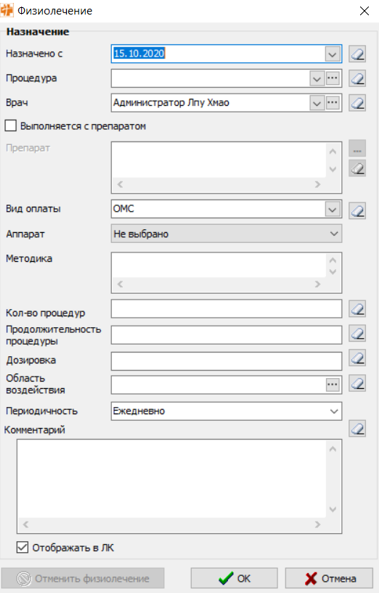 Физиолечение
Назначение
Назначено с 15.10.2020
Процедура
Врач Администратор Лпу Хмао
Выполняется с препаратом
Препарат
Вид оплаты ОМС
Аппарат Не выбрано
Методика
Кол-во процедур
Продолжительность
процедуры
Дозировка
Область
воздействия
Периодичность Ежедневно
Комментарий
Отображать в ЛК
Отменить физиолечение ОК Отмена